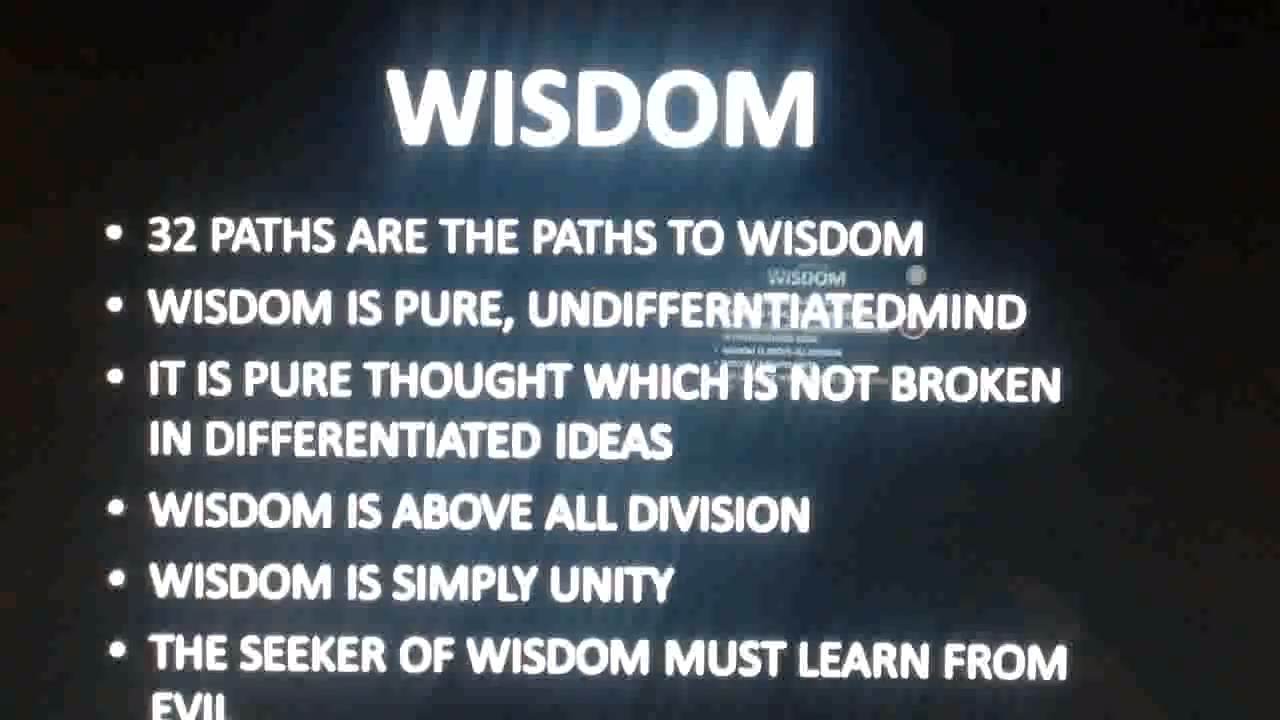 WISDOM
• 32 PATHS ARE THE PATHS TO WISDOM
WISDOM
• WISDOM IS PURE, UNDIFFERNTIATEDMIND
• IT IS PURE THOUGHT WHICH IS NOT BROKEN
IN DIFFERENTIATED IDEAS
• WISDOM IS ABOVE ALL DIVISION
• WISDOM IS SIMPLY UNITY
• THE SEEKER OF WISDOM MUST LEARN FROM
EVIL